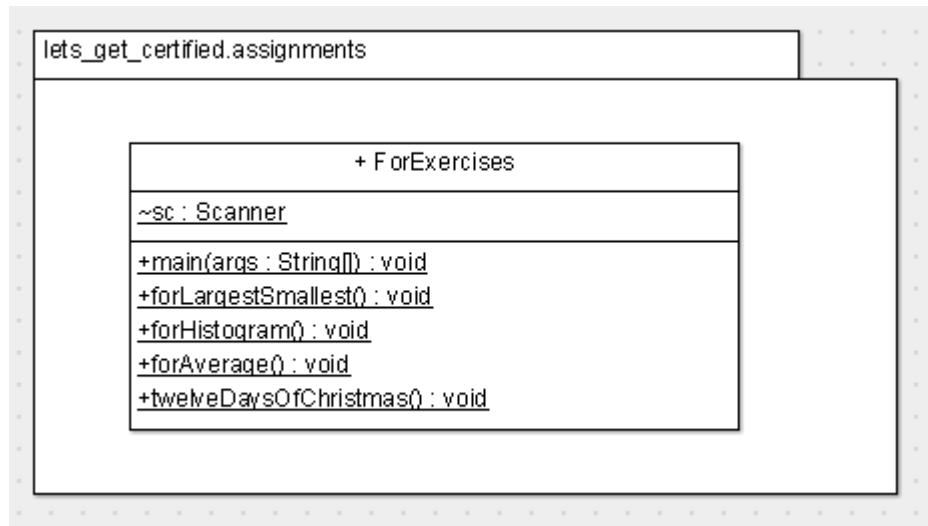 lets_get_certified.assignments
+ ForExercises
~sc : Scanner
+main(args : String[]) : void
+forLargestSmallest() : void
+forHistogram() : void
+forAverage() : void
+twelveDaysOfChristmas() : void